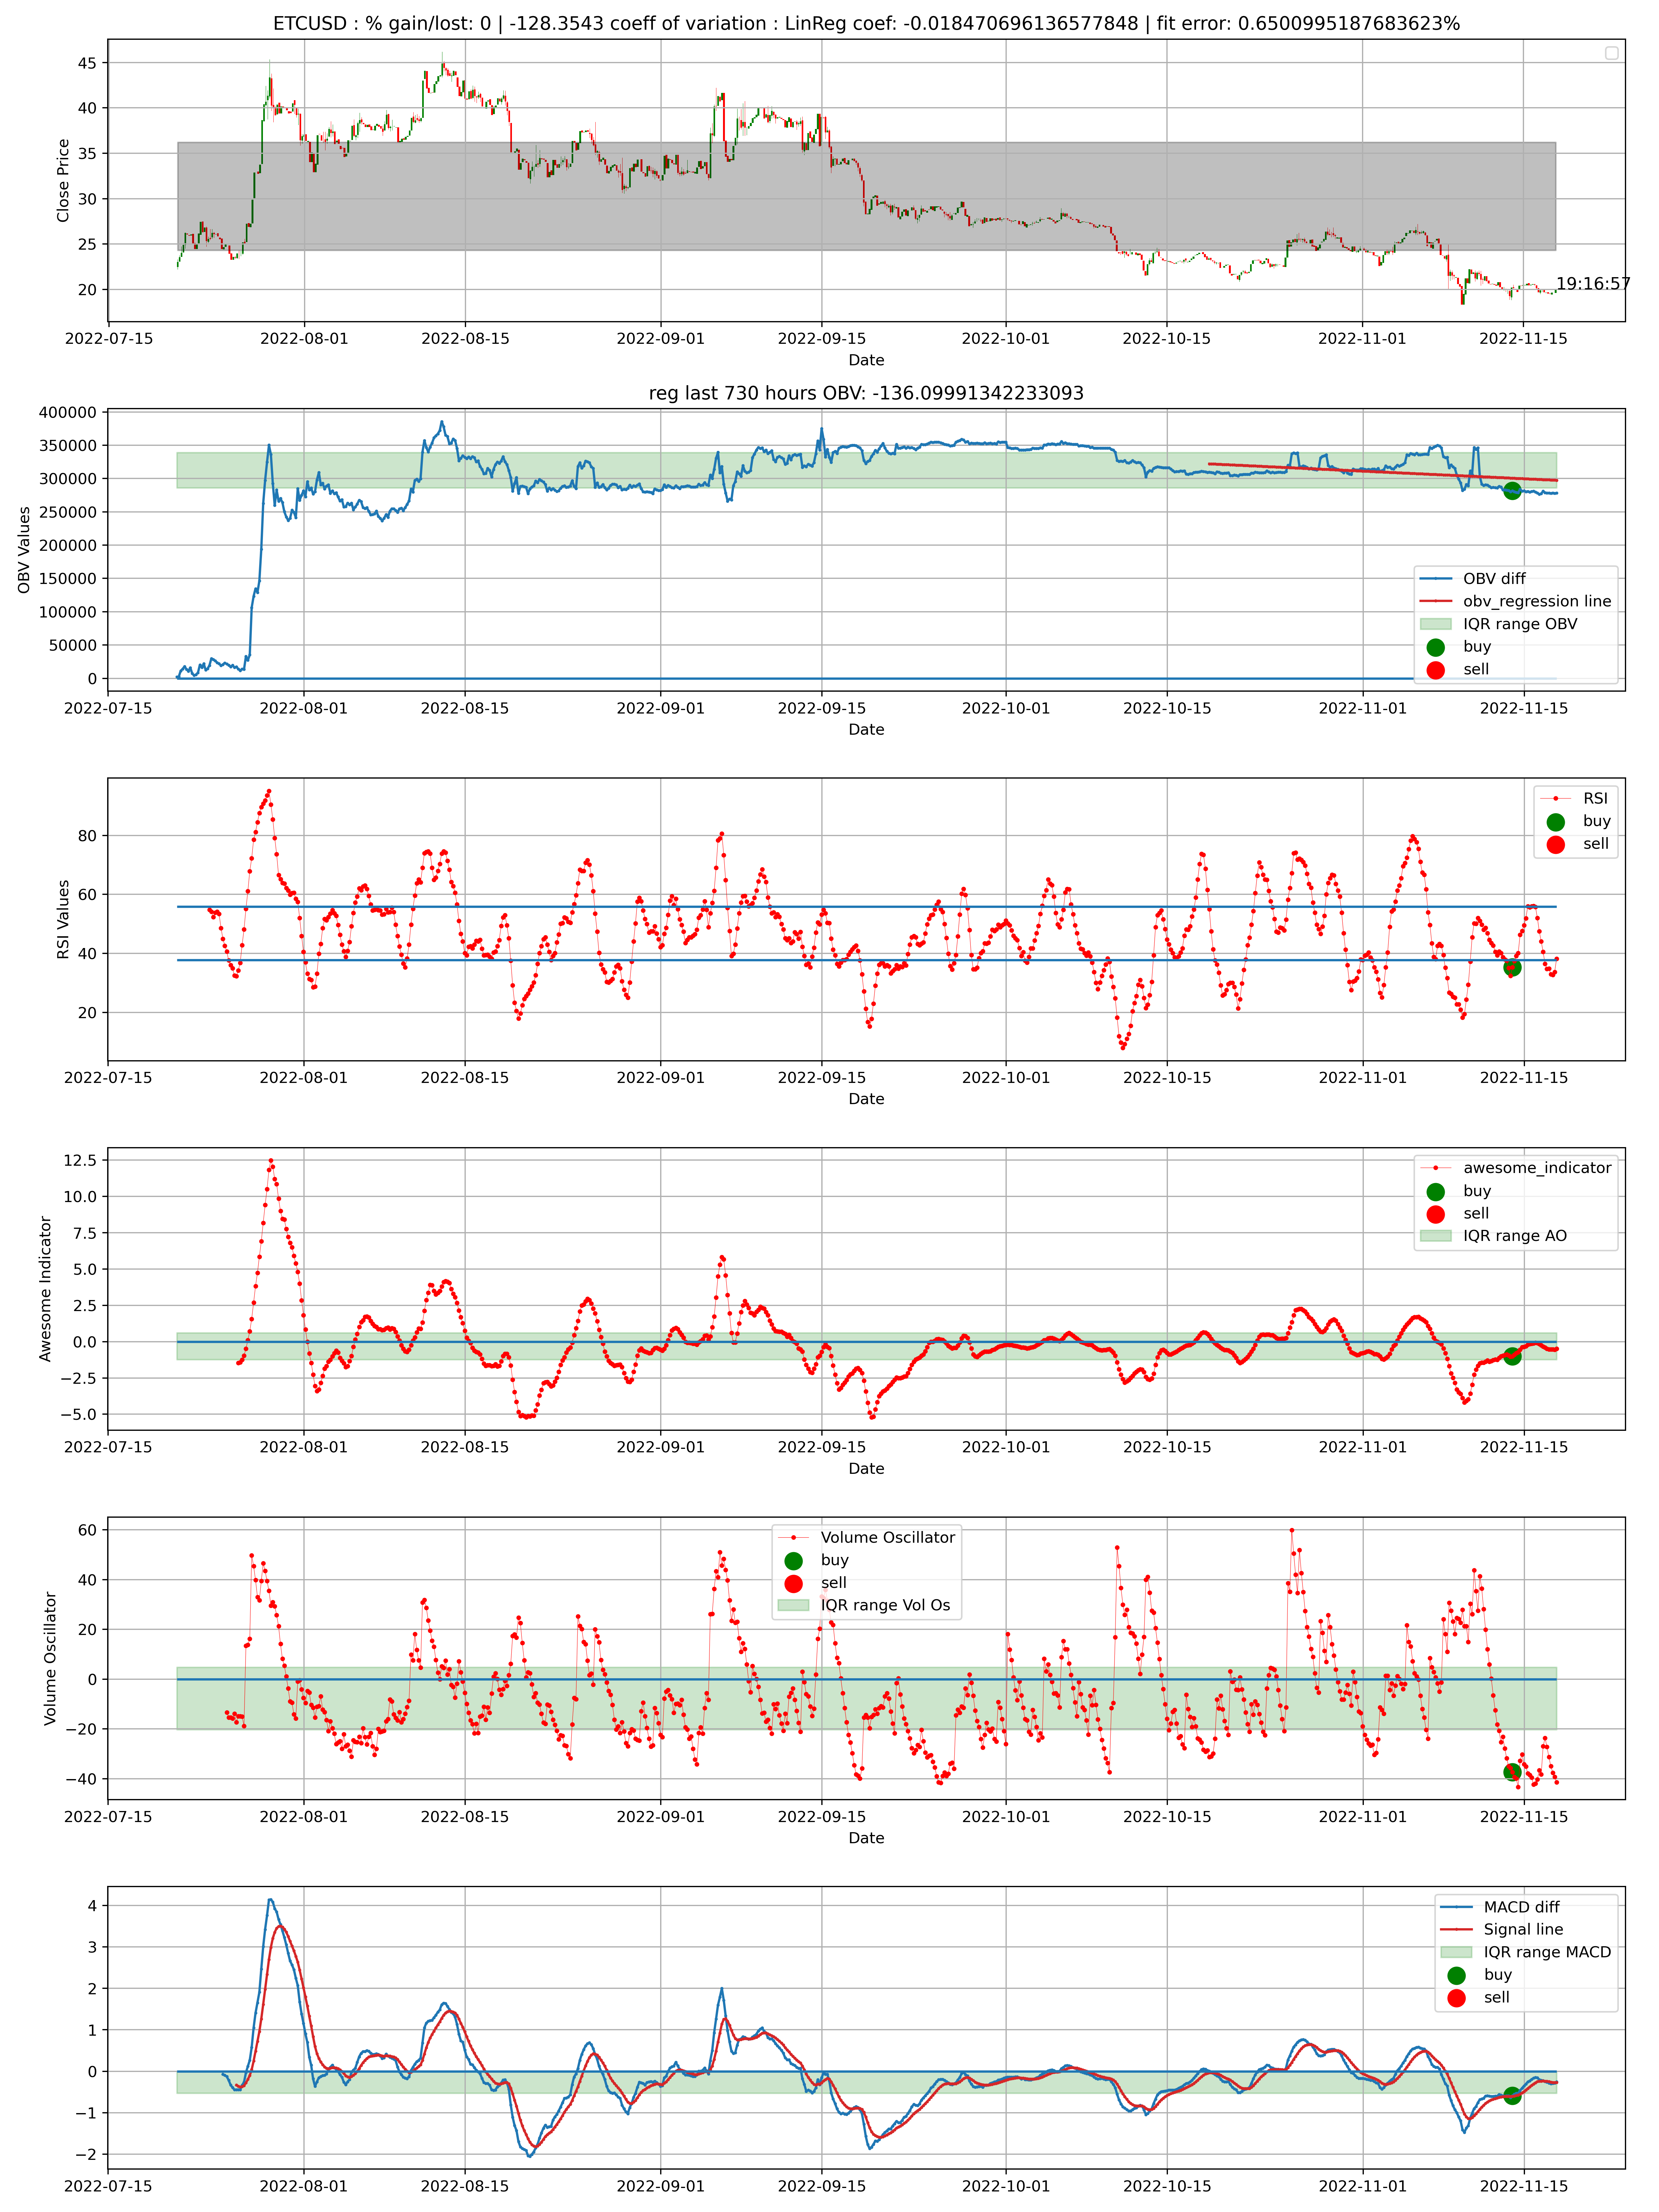 ETCUSD : % gain/lost: 0 | -128.3543 coeff of variation : LinReg coef: -0.018470696136577848 | fit error: 0.6500995187683623%
45
40
35
30
25
20
Close Price
19:16:57
2022-07-15 2022-08-01 2022-08-15 2022-09-01 2022-09-15 2022-10-01 2022-10-15 2022-11-01 2022-11-15
Date
reg last 730 hours OBV: -136.09991342233093
400000
350000
300000
250000
200000
150000
100000
50000
0
OBV Values
OBV diff
obv_regression line
IQR range OBV
buy
sell
2022-07-15 2022-08-01 2022-08-15 2022-09-01 2022-09-15 2022-10-01 2022-10-15 2022-11-01 2022-11-15
Date
80
60
40
20
RSI Values
RSI
buy
sell
2022-07-15 2022-08-01 2022-08-15 2022-09-01 2022-09-15 2022-10-01 2022-10-15 2022-11-01 2022-11-15
Date
12.5
10.0
7.5
5.0
2.5
0.0
−2.5
−5.0
Awesome Indicator
awesome_indicator
buy
sell
IQR range AO
2022-07-15 2022-08-01 2022-08-15 2022-09-01 2022-09-15 2022-10-01 2022-10-15 2022-11-01 2022-11-15
Date
60
40
20
0
−20
−40
Volume Oscillator
Volume Oscillator
buy
sell
IQR range Vol Os
2022-07-15 2022-08-01 2022-08-15 2022-09-01 2022-09-15 2022-10-01 2022-10-15 2022-11-01 2022-11-15
Date
4
3
2
1
0
−1
−2
MACD diff
Signal line
IQR range MACD
buy
sell
2022-07-15 2022-08-01 2022-08-15 2022-09-01 2022-09-15 2022-10-01 2022-10-15 2022-11-01 2022-11-15